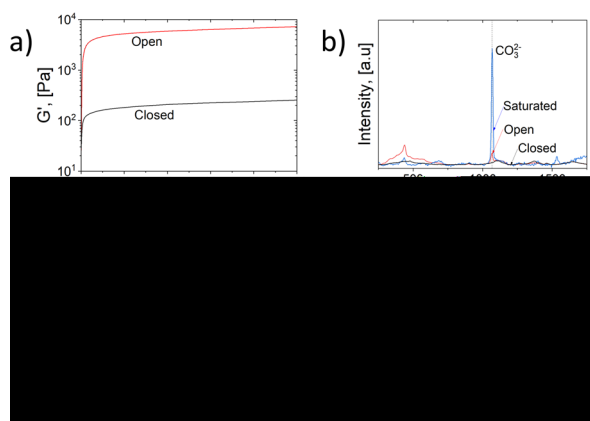 a)
G', [Pa]
10⁴
10³
10²
10¹
Open
Closed
b)
Intensity, [a.u]
CO₃²⁻
Saturated
Open
Closed